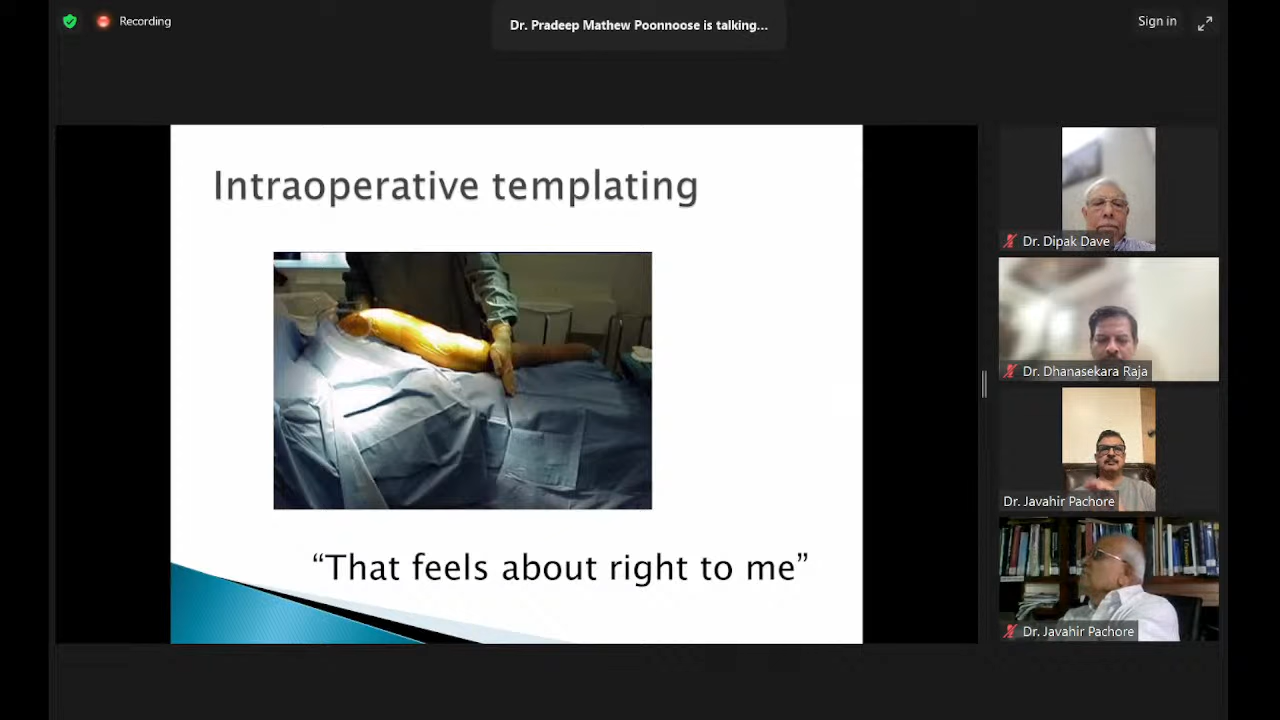 Recording
Dr. Pradeep Mathew Poonnoose is talking...
Sign in
Intraoperative templating
“That feels about right to me”
Dr. Dipak Dave
Dr. Dhanasekara Raja
Dr. Javahir Pachore
Dr. Javahir Pachore